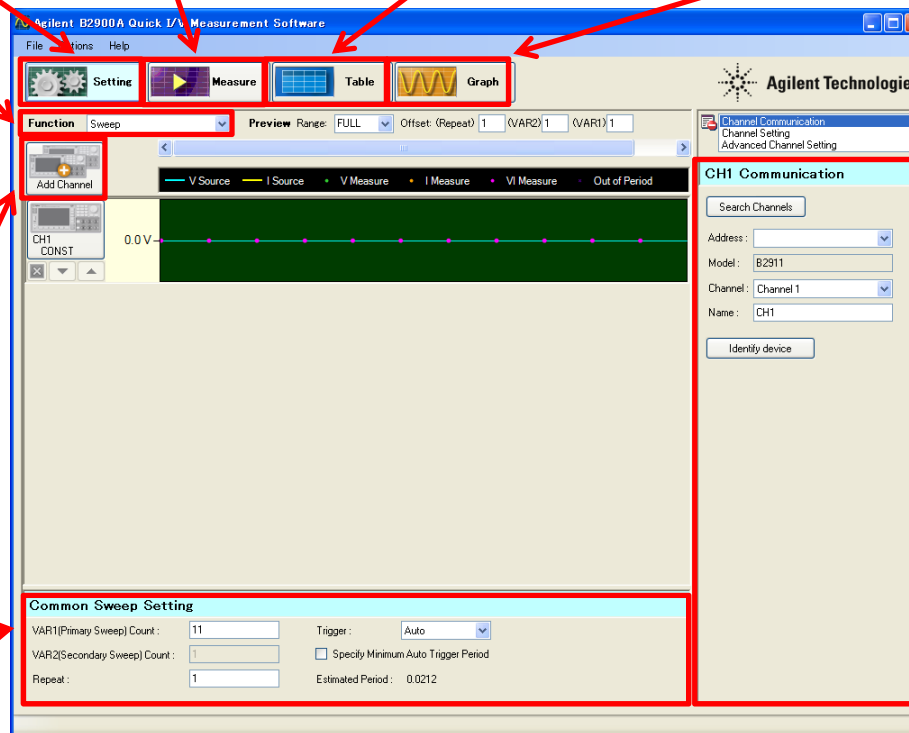 Agilent B2900A Quick I/V Measurement Software
File Options Help
Setting Measure Table Graph
Agilent Technologie
Function Sweep Preview Range: FULL Offset: (Repeat) 1 (VAR2) 1 (VAR1) 1
Channel Communication
Channel Setting
Advanced Channel Setting
Add Channel
V Source I Source V Measure I Measure VI Measure Out of Period
CH1
CONST
0.0 V
CH1 Communication
Search Channels
Address :
Model : B2911
Channel : Channel 1
Name : CH1
Identify device
Common Sweep Setting
VAR1(Primary Sweep) Count : 11 Trigger : Auto
VAR2(Secondary Sweep) Count : 1 Specify Minimum Auto Trigger Period
Repeat : 1 Estimated Period : 0.0212